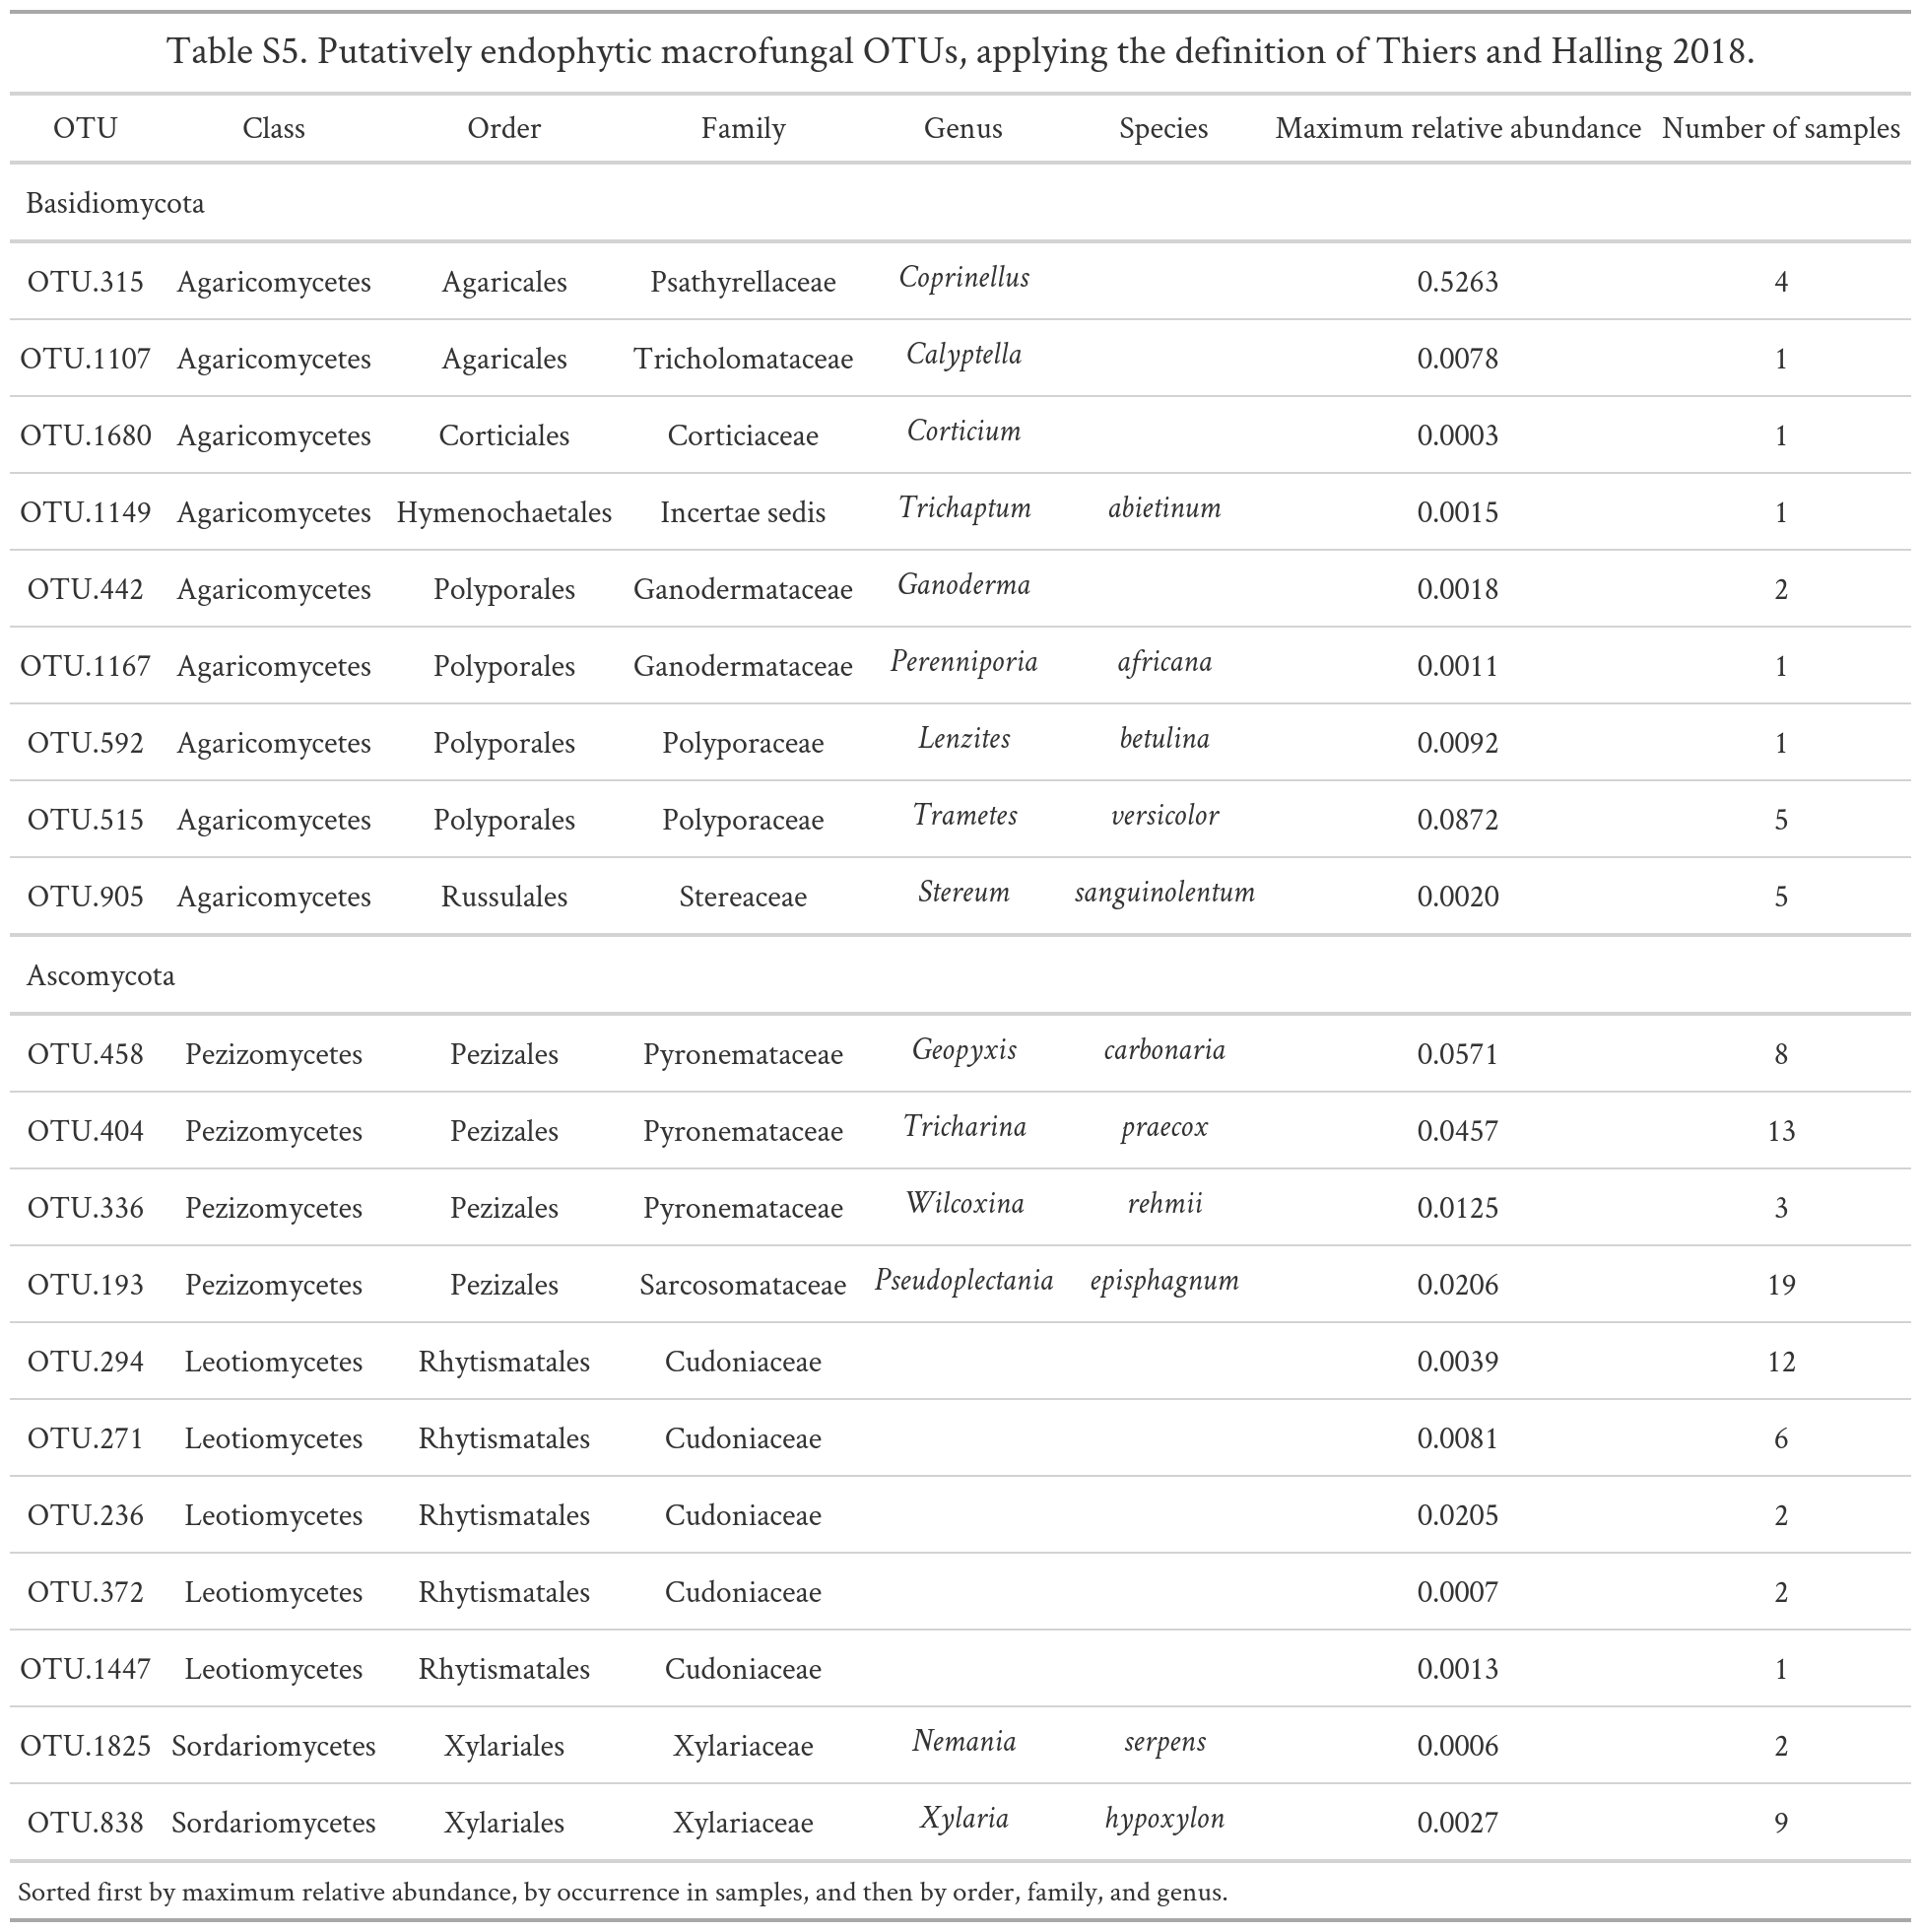 Table S5. Putatively endophytic macrofungal OTUs, applying the definition of Thiers and Halling 2018.
OTU Class Order Family Genus Species Maximum relative abundance Number of samples
Basidiomycota
OTU.315 Agaricomycetes Agaricales Psathyrellaceae Coprinellus 0.5263 4
OTU.1107 Agaricomycetes Agaricales Tricholomataceae Calyptella 0.0078 1
OTU.1680 Agaricomycetes Corticiales Corticiaceae Corticium 0.0003 1
OTU.1149 Agaricomycetes Hymenochaetales Incertae sedis Trichaptum abietinum 0.0015 1
OTU.442 Agaricomycetes Polyporales Ganodermataceae Ganoderma 0.0018 2
OTU.1167 Agaricomycetes Polyporales Ganodermataceae Perenniporia africana 0.0011 1
OTU.592 Agaricomycetes Polyporales Polyporaceae Lenzites betulina 0.0092 1
OTU.515 Agaricomycetes Polyporales Polyporaceae Trametes versicolor 0.0872 5
OTU.905 Agaricomycetes Russulales Stereaceae Stereum sanguinolentum 0.0020 5
Ascomycota
OTU.458 Pezizomycetes Pezizales Pyronemataceae Geopyxis carbonaria 0.0571 8
OTU.404 Pezizomycetes Pezizales Pyronemataceae Tricharina praecox 0.0457 13
OTU.336 Pezizomycetes Pezizales Pyronemataceae Wilcoxina rehmii 0.0125 3
OTU.193 Pezizomycetes Pezizales Sarcosomataceae Pseudoplectania episphagnum 0.0206 19
OTU.294 Leotiomycetes Rhytismatales Cudoniaceae 0.0039 12
OTU.271 Leotiomycetes Rhytismatales Cudoniaceae 0.0081 6
OTU.236 Leotiomycetes Rhytismatales Cudoniaceae 0.0205 2
OTU.372 Leotiomycetes Rhytismatales Cudoniaceae 0.0007 2
OTU.1447 Leotiomycetes Rhytismatales Cudoniaceae 0.0013 1
OTU.1825 Sordariomycetes Xylariales Xylariaceae Nemania serpens 0.0006 2
OTU.838 Sordariomycetes Xylariales Xylariaceae Xylaria hypoxylon 0.0027 9
Sorted first by maximum relative abundance, by occurrence in samples, and then by order, family, and genus.